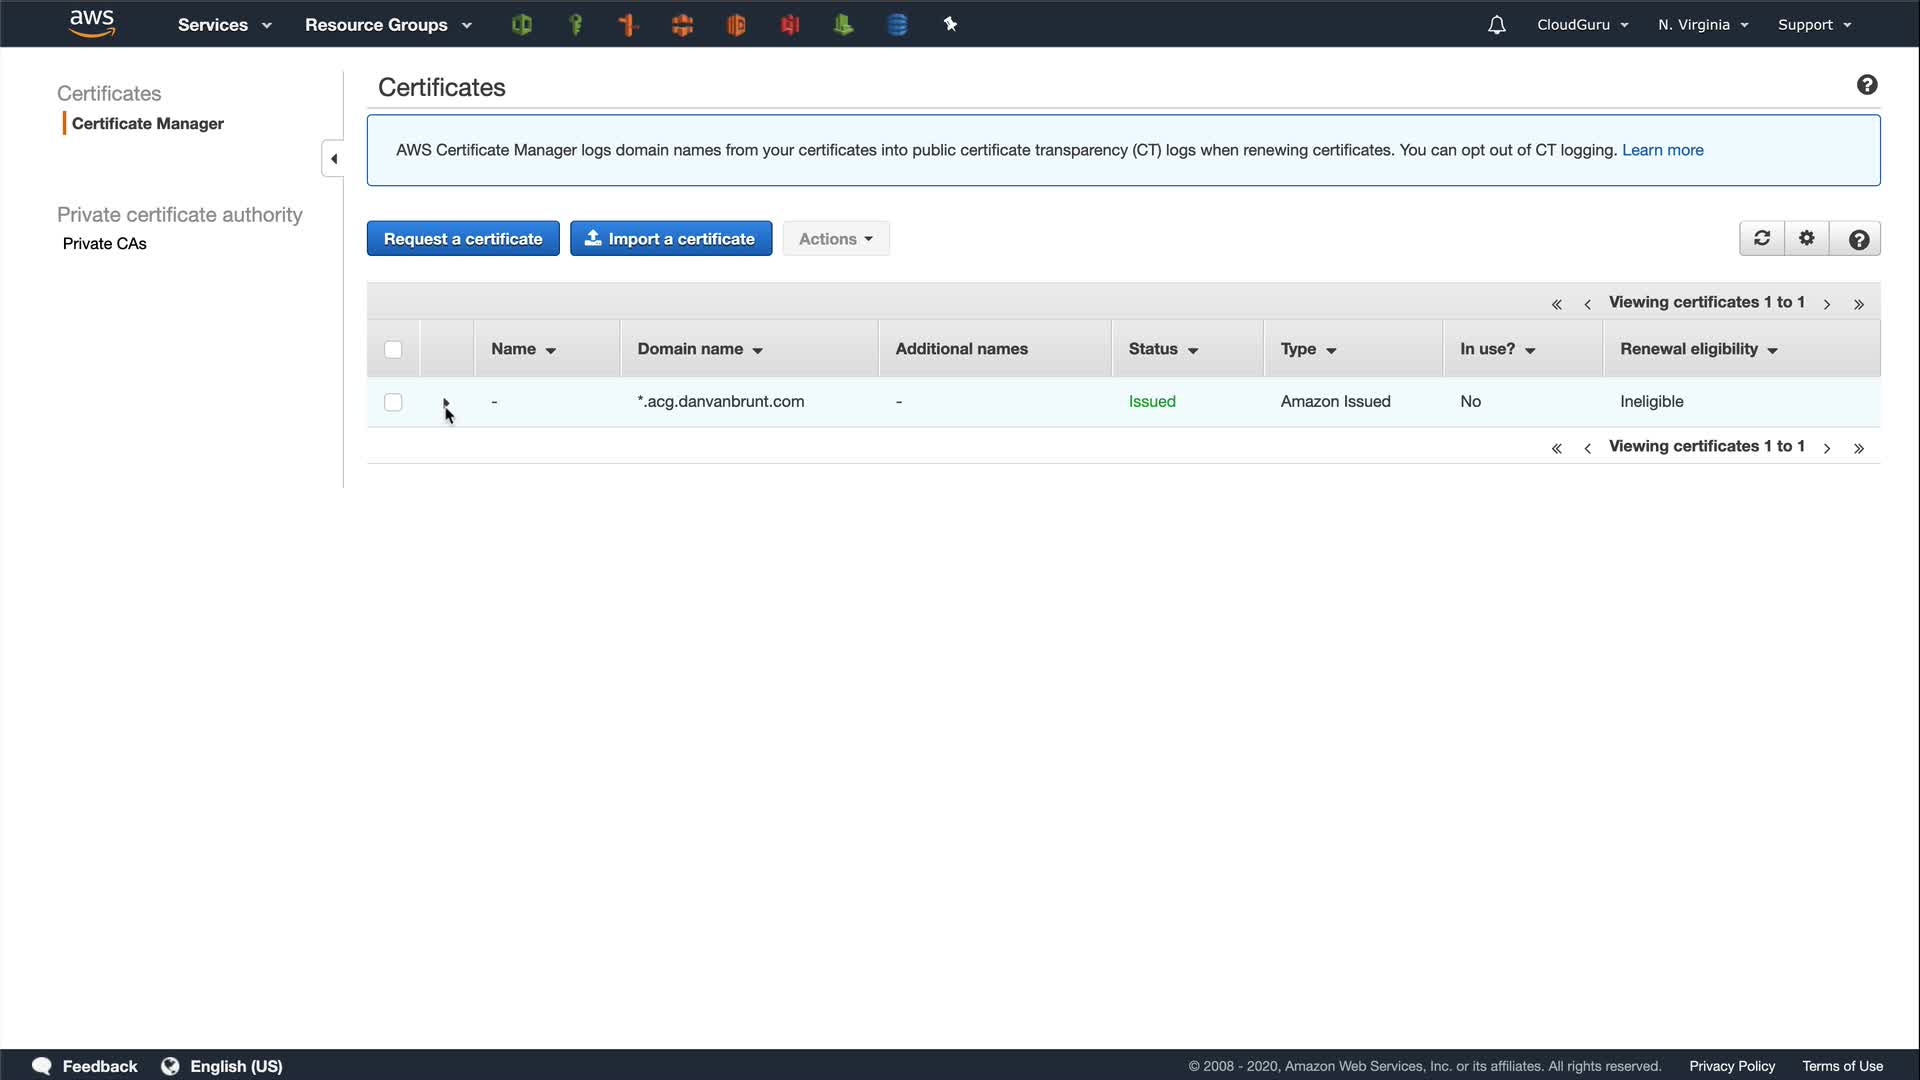 aws Services Resource Groups CloudGuru N. Virginia Support
Certificates
Certificate Manager
Private certificate authority
Private CAs
Certificates
AWS Certificate Manager logs domain names from your certificates into public certificate transparency (CT) logs when renewing certificates. You can opt out of CT logging. Learn more
Request a certificate Import a certificate Actions
« ‹ Viewing certificates 1 to 1 › »
Name Domain name Additional names Status Type In use? Renewal eligibility
- *.acg.danvanbrunt.com - Issued Amazon Issued No Ineligible
« ‹ Viewing certificates 1 to 1 › »
Feedback English (US) © 2008 - 2020, Amazon Web Services, Inc. or its affiliates. All rights reserved. Privacy Policy Terms of Use